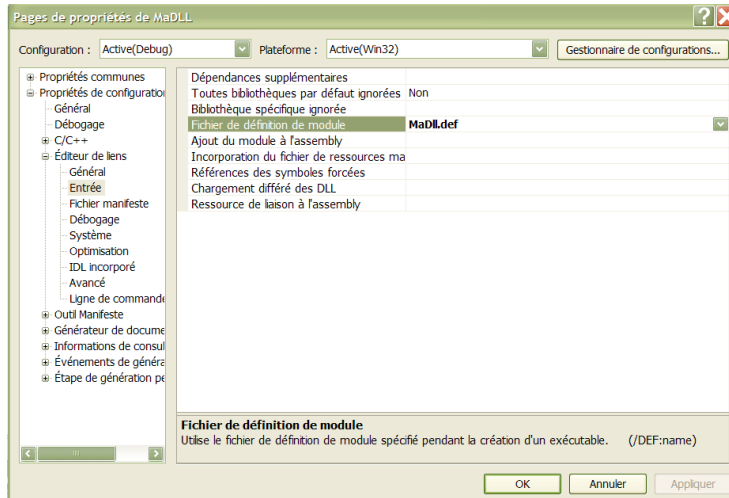 Pages de propriétés de MaDLL
Configuration : Active(Debug) Plateforme : Active(Win32) Gestionnaire de configurations...
Propriétés communes
Propriétés de configuration
Général
Débogage
C/C++
Éditeur de liens
Général
Entrée
Fichier manifeste
Débogage
Système
Optimisation
IDL incorporé
Avancé
Ligne de commande
Outil Manifeste
Générateur de docume
Informations de consul
Événements de généra
Étape de génération pe
Dépendances supplémentaires
Toutes bibliothèques par défaut ignorées Non
Bibliothèque spécifique ignorée
Fichier de définition de module MaDll.def
Ajout du module à l'assembly
Incorporation du fichier de ressources ma
Références des symboles forcées
Chargement différé des DLL
Ressource de liaison à l'assembly
Fichier de définition de module
Utilise le fichier de définition de module spécifié pendant la création d'un exécutable. (/DEF:name)
OK Annuler Appliquer